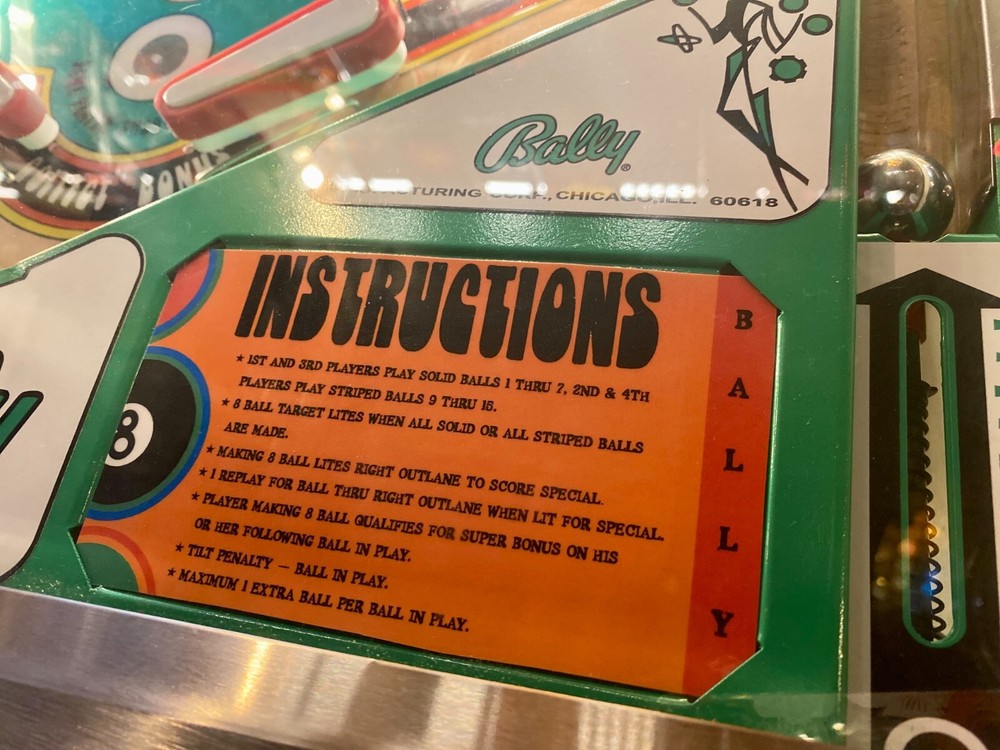 BONUS
Bally®
MANUFACTURING CORP., CHICAGO, ILL. 60618
INSTRUCTIONS
★ 1ST AND 3RD PLAYERS PLAY SOLID BALLS 1 THRU 7, 2ND & 4TH
PLAYERS PLAY STRIPED BALLS 9 THRU 15.
★ 8 BALL TARGET LITES WHEN ALL SOLID OR ALL STRIPED BALLS
ARE MADE.
★ MAKING 8 BALL LITES RIGHT OUTLANE TO SCORE SPECIAL.
★ 1 REPLAY FOR BALL THRU RIGHT OUTLANE WHEN LIT FOR SPECIAL.
★ PLAYER MAKING 8 BALL QUALIFIES FOR SUPER BONUS ON HIS
OR HER FOLLOWING BALL IN PLAY.
★ TILT PENALTY — BALL IN PLAY.
★ MAXIMUM 1 EXTRA BALL PER BALL IN PLAY.
8
BALLY